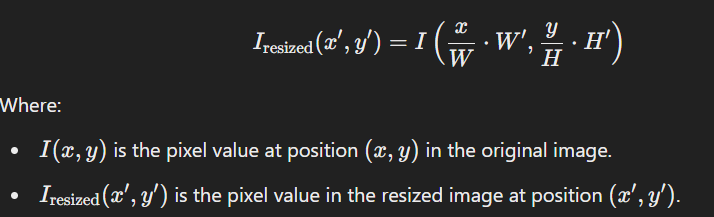 I_resized(x′, y′) = I (x/W · W′, y/H · H′)
Where:
• I(x, y) is the pixel value at position (x, y) in the original image.
• I_resized(x′, y′) is the pixel value in the resized image at position (x′, y′).